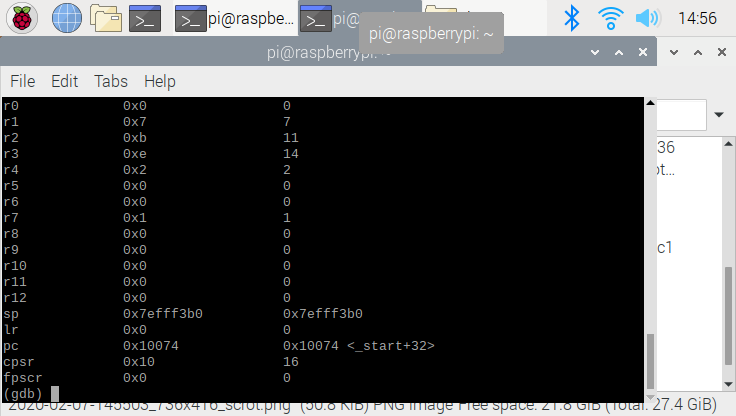 pi@raspbe... pi@ 14:56
pi@raspberrypi: ~
pi@raspberrypi: ~
File Edit Tabs Help
r0 0x0 0
r1 0x7 7
r2 0xb 11
r3 0xe 14
r4 0x2 2
r5 0x0 0
r6 0x0 0
r7 0x1 1
r8 0x0 0
r9 0x0 0
r10 0x0 0
r11 0x0 0
r12 0x0 0
sp 0x7efff3b0 0x7efff3b0
lr 0x0 0
pc 0x10074 0x10074 <_start+32>
cpsr 0x10 16
fpscr 0x0 0
(gdb)
36
ot...
c1
2020-02-07-145503_736x416_scrot.png" (50.8 KiB) PNG image Free space: 21.8 GiB (Total: 27.4 GiB)